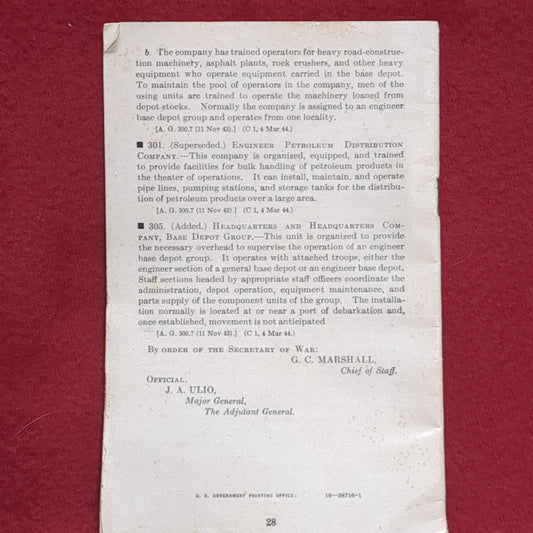 b. The company has trained operators for heavy road-construc-
tion machinery, asphalt plants, rock crushers, and other heavy
equipment who operate equipment carried in the base depot.
To maintain the pool of operators in the company, men of the
using units are trained to operate the machinery loaned from
depot stocks. Normally the company is assigned to an engineer
base depot group and operates from one locality.
[A. G. 300.7 (11 Nov 43).] (C 1, 4 Mar 44.)
■ 301. (Superseded.) ENGINEER PETROLEUM DISTRIBUTION
COMPANY.—This company is organized, equipped, and trained
to provide facilities for bulk handling of petroleum products in
the theater of operations. It can install, maintain, and operate
pipe lines, pumping stations, and storage tanks for the distribu-
tion of petroleum products over a large area.
[A. G. 300.7 (11 Nov 43).] (C 1, 4 Mar 44.)
■ 305. (Added.) HEADQUARTERS AND HEADQUARTERS COM-
PANY, BASE DEPOT GROUP.—This unit is organized to provide
the necessary overhead to supervise the operation of an engineer
base depot group. It operates with attached troops, either the
engineer section of a general base depot or an engineer base depot.
Staff sections headed by appropriate staff officers coordinate the
administration, depot operation, equipment maintenance, and
parts supply of the component units of the group. The installa-
tion normally is located at or near a port of debarkation and,
once established, movement is not anticipated
[A. G. 300.7 (11 Nov 43).] (C 1, 4 Mar 44.)
BY ORDER OF THE SECRETARY OF WAR:
G. C. MARSHALL,
Chief of Staff.
OFFICIAL.
J. A. ULIO,
Major General,
The Adjutant General.
U. S. GOVERNMENT PRINTING OFFICE: 16—38716-1
28